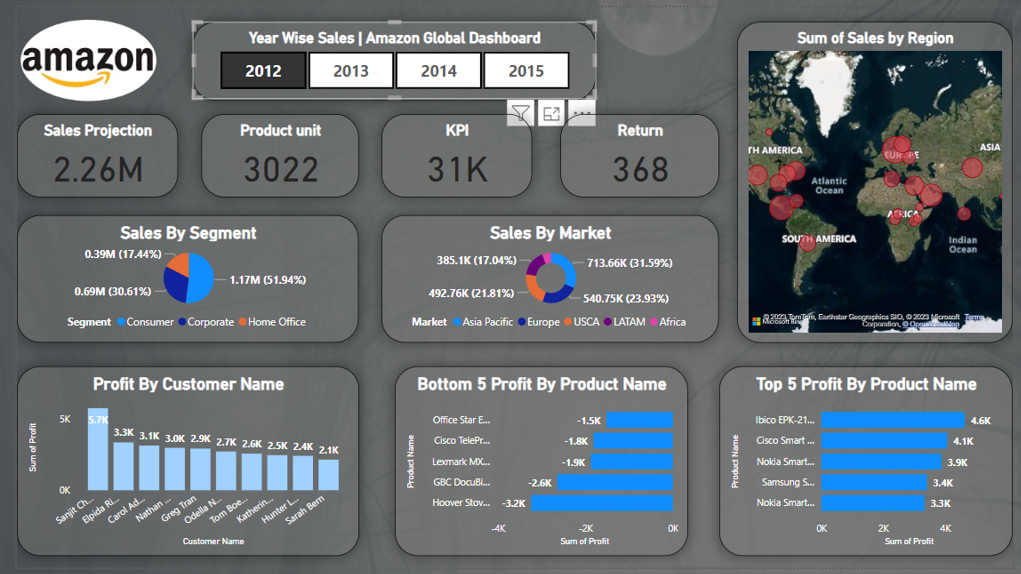 amazon
Year Wise Sales | Amazon Global Dashboard
2012 2013 2014 2015
Sales Projection
2.26M
Product unit
3022
KPI
31K
Return
368
Sum of Sales by Region
TH AMERICA
EUROPE
ASIA
Atlantic
Ocean
AFRICA
SOUTH AMERICA
Indian
Ocean
© 2023 TomTom, Earthstar Geographics SIO, © 2023 Microsoft Corporation, © OpenStreetMap Terms
Microsoft Bing
Sales By Segment
0.39M (17.44%)
1.17M (51.94%)
0.69M (30.61%)
Segment Consumer Corporate Home Office
Sales By Market
385.1K (17.04%)
713.66K (31.59%)
492.76K (21.81%)
540.75K (23.93%)
Market Asia Pacific Europe USCA LATAM Africa
Profit By Customer Name
Sum of Profit
5K
0K
5.7K 3.3K 3.1K 3.0K 2.9K 2.7K 2.6K 2.5K 2.4K 2.1K
Sanjit Ch...
Elpida Ri...
Carol Ad...
Nathan ...
Greg Tran
Odella N...
Tom Boe...
Katherin...
Hunter L...
Sarah Bern
Customer Name
Bottom 5 Profit By Product Name
Product Name
Office Star E... -1.5K
Cisco TelePr... -1.8K
Lexmark MX... -1.9K
GBC DocuBi... -2.6K
Hoover Stov... -3.2K
-4K -2K 0K
Sum of Profit
Top 5 Profit By Product Name
Product Name
Ibico EPK-21... 4.6K
Cisco Smart ... 4.1K
Nokia Smart... 3.9K
Samsung S... 3.4K
Nokia Smart... 3.3K
0K 2K 4K
Sum of Profit